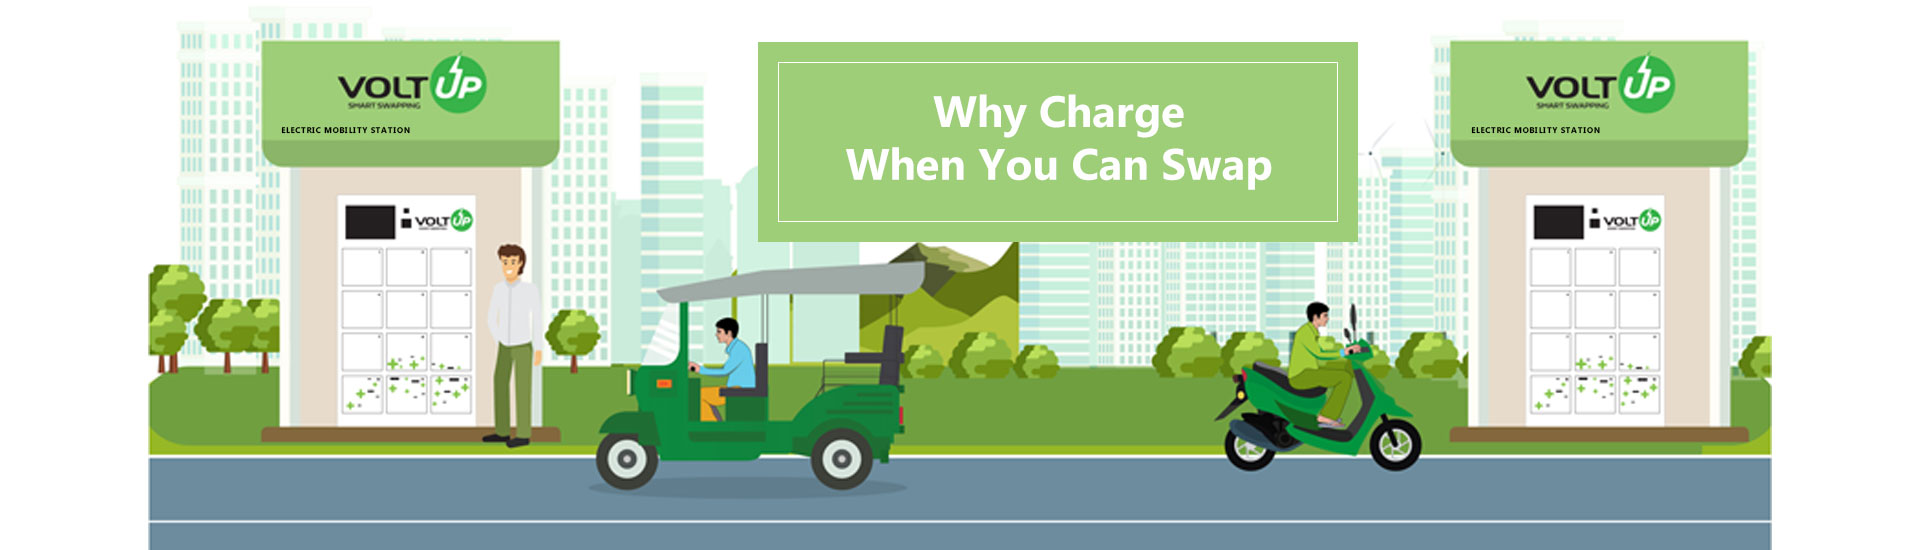 VOLT UP
SMART SWAPPING
ELECTRIC MOBILITY STATION
VOLT UP
Why Charge
When You Can Swap
VOLT UP
SMART SWAPPING
ELECTRIC MOBILITY STATION
VOLT UP